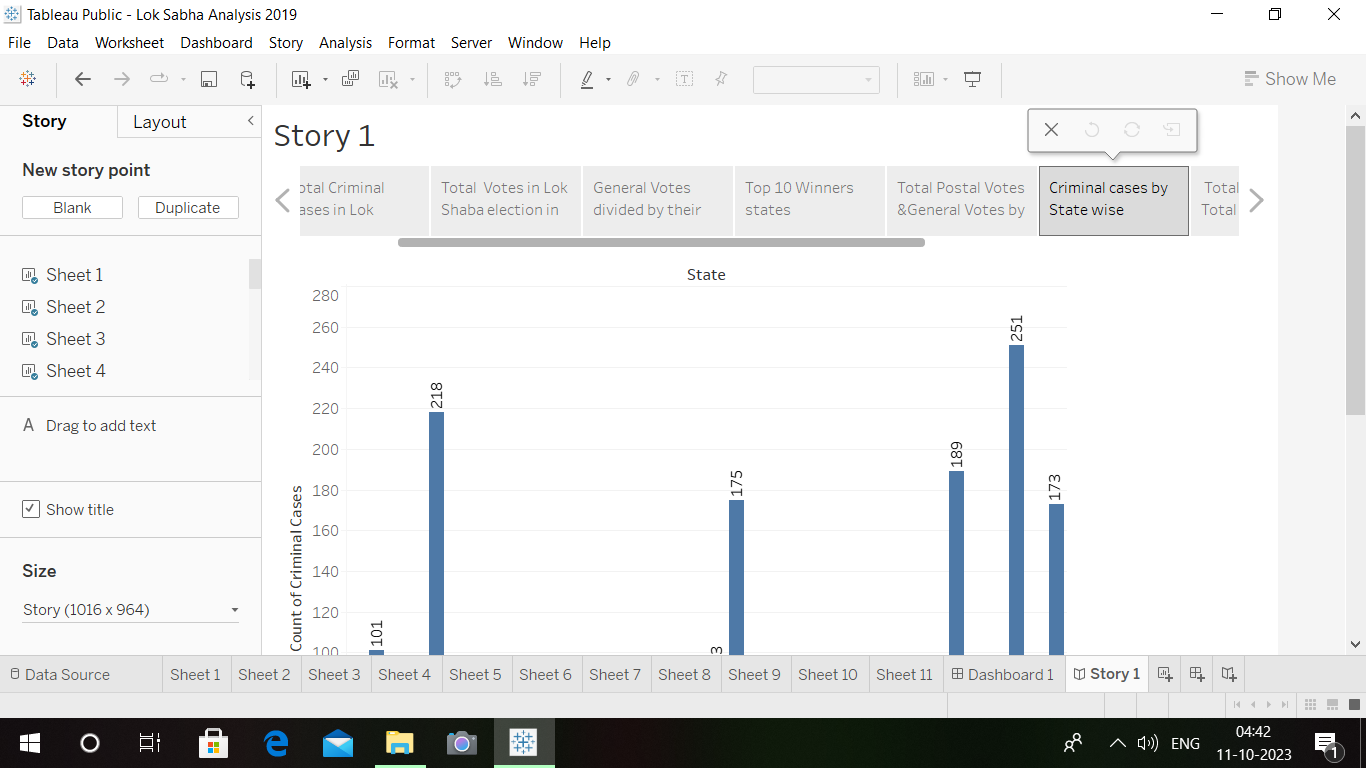 Tableau Public - Lok Sabha Analysis 2019
File Data Worksheet Dashboard Story Analysis Format Server Window Help
Show Me
Story Layout
New story point
Blank Duplicate
Sheet 1
Sheet 2
Sheet 3
Sheet 4
A Drag to add text
Show title
Size
Story (1016 x 964)
Story 1
otal Criminal
ases in Lok
Total Votes in Lok
Shaba election in
General Votes
divided by their
Top 10 Winners
states
Total Postal Votes
&General Votes by
Criminal cases by
State wise
Total
Total
State
Count of Criminal Cases
280
260
240
220
200
180
160
140
120
100
101
218
3
175
189
251
173
Data Source Sheet 1 Sheet 2 Sheet 3 Sheet 4 Sheet 5 Sheet 6 Sheet 7 Sheet 8 Sheet 9 Sheet 10 Sheet 11 Dashboard 1 Story 1
ENG
04:42
11-10-2023
1